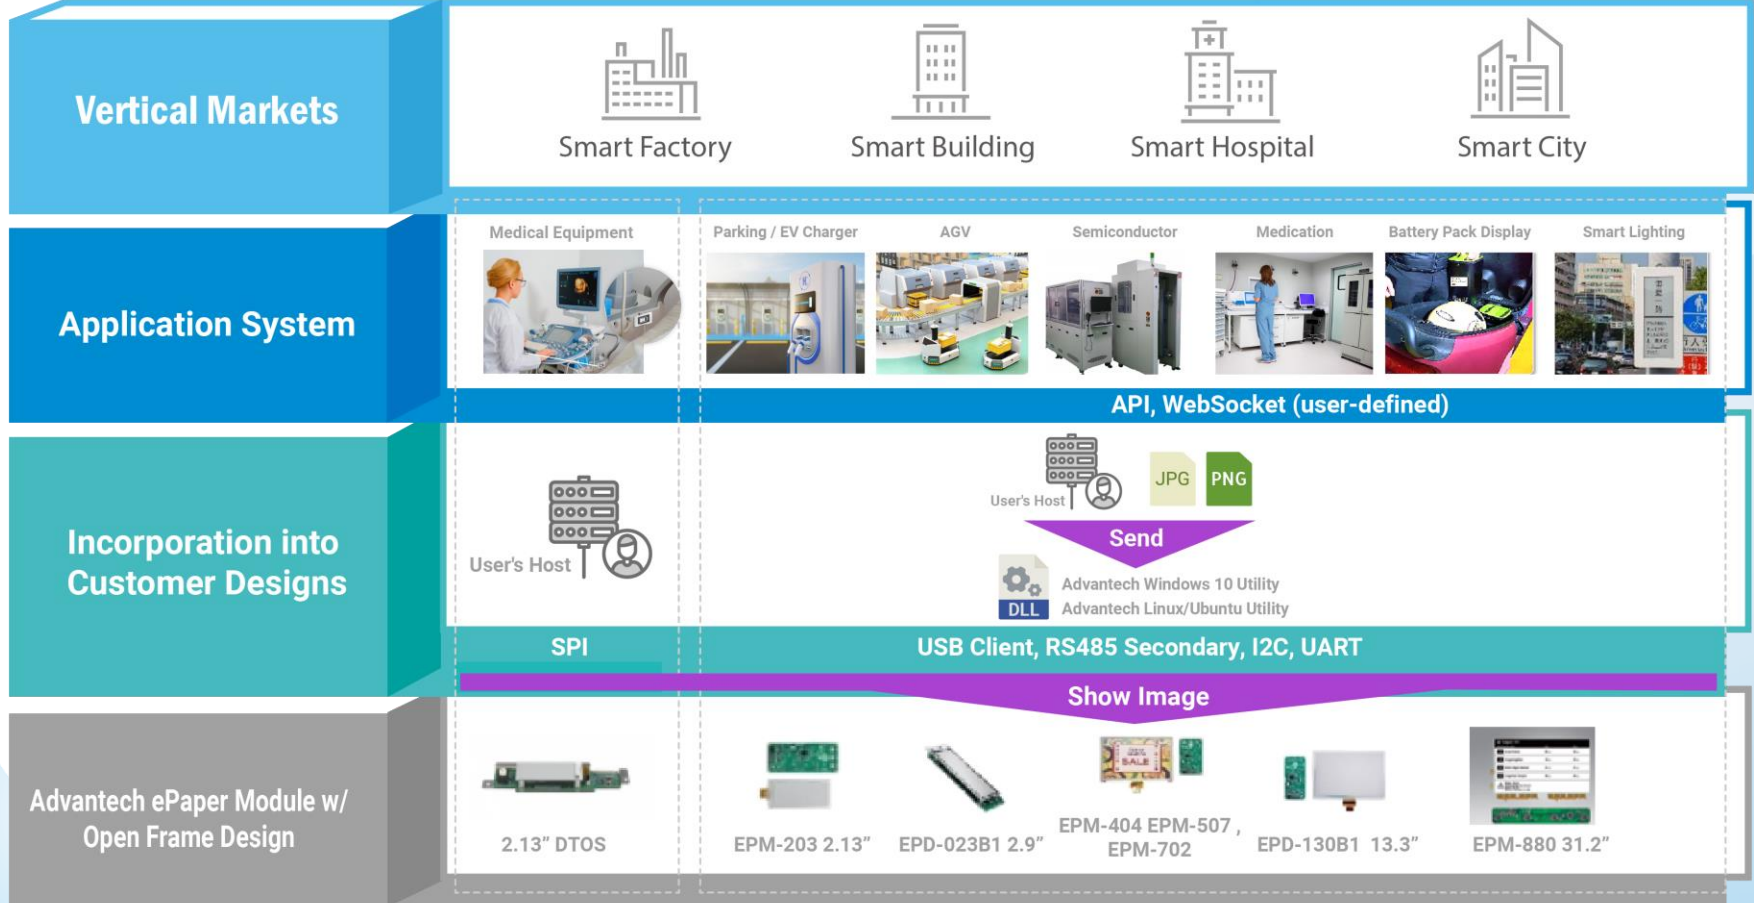 Vertical Markets
Smart Factory
Smart Building
Smart Hospital
Smart City
Application System
Medical Equipment
Parking / EV Charger
AGV
Semiconductor
Medication
Battery Pack Display
Smart Lighting
API, WebSocket (user-defined)
Incorporation into
Customer Designs
User's Host
User's Host
JPG
PNG
Send
DLL
Advantech Windows 10 Utility
Advantech Linux/Ubuntu Utility
SPI
USB Client, RS485 Secondary, I2C, UART
Show Image
Advantech ePaper Module w/
Open Frame Design
SALE
2.13” DTOS
EPM-203 2.13”
EPD-023B1 2.9”
EPM-404 EPM-507 ,
EPM-702
EPD-130B1 13.3”
EPM-880 31.2”